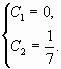 C₁ = 0,
C₂ = 1/7.